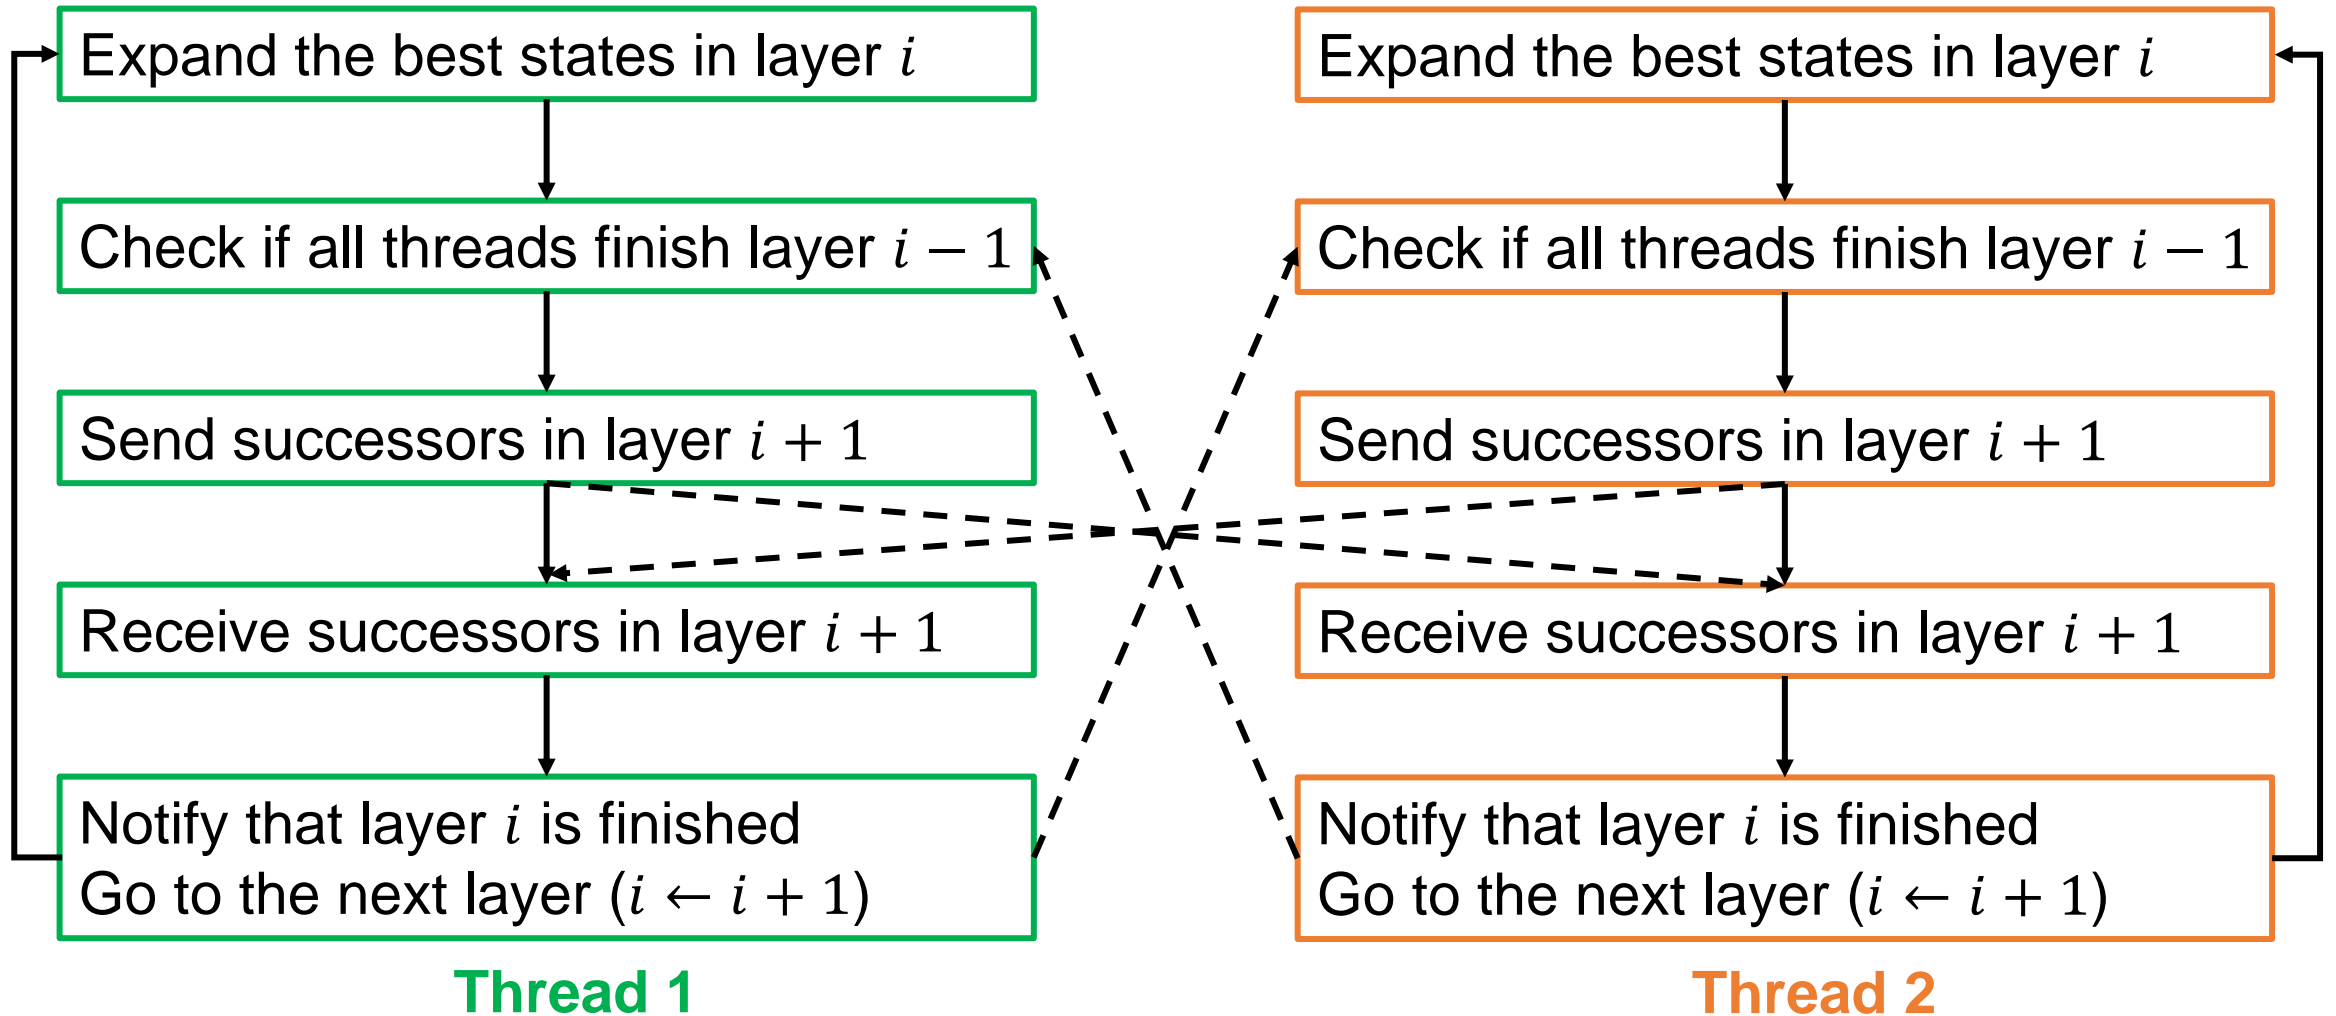 Expand the best states in layer i
Check if all threads finish layer i − 1
Send successors in layer i + 1
Receive successors in layer i + 1
Notify that layer i is finished
Go to the next layer (i ← i + 1)
Thread 1
Expand the best states in layer i
Check if all threads finish layer i − 1
Send successors in layer i + 1
Receive successors in layer i + 1
Notify that layer i is finished
Go to the next layer (i ← i + 1)
Thread 2